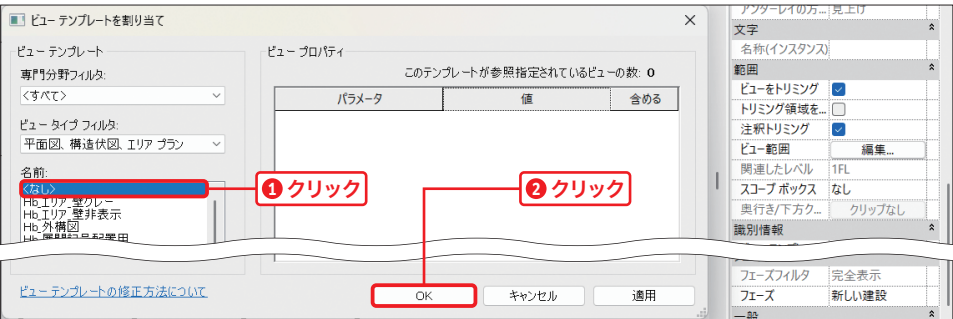 ビュー テンプレートを割り当て
ビュー テンプレート
専門分野フィルタ:
<すべて>
ビュー タイプ フィルタ:
平面図、構造伏図、エリア プラン
名前:
<なし>
Hb_エリア_壁グレー
Hb_エリア_壁非表示
Hb_外構図
Hb_展開記号配置用
ビュー テンプレートの修正方法について
ビュー プロパティ
このテンプレートが参照指定されているビューの数: 0
パラメータ 値 含める
❶ クリック
❷ クリック
OK キャンセル 適用
アンダーレイの方... 見上げ
文字
名称(インスタンス)
範囲
ビューをトリミング
トリミング領域を...
注釈トリミング
ビュー範囲 編集...
関連したレベル 1FL
スコープ ボックス なし
奥行き/下方ク... クリップなし
識別情報
フェーズフィルタ 完全表示
フェーズ 新しい建設
一般